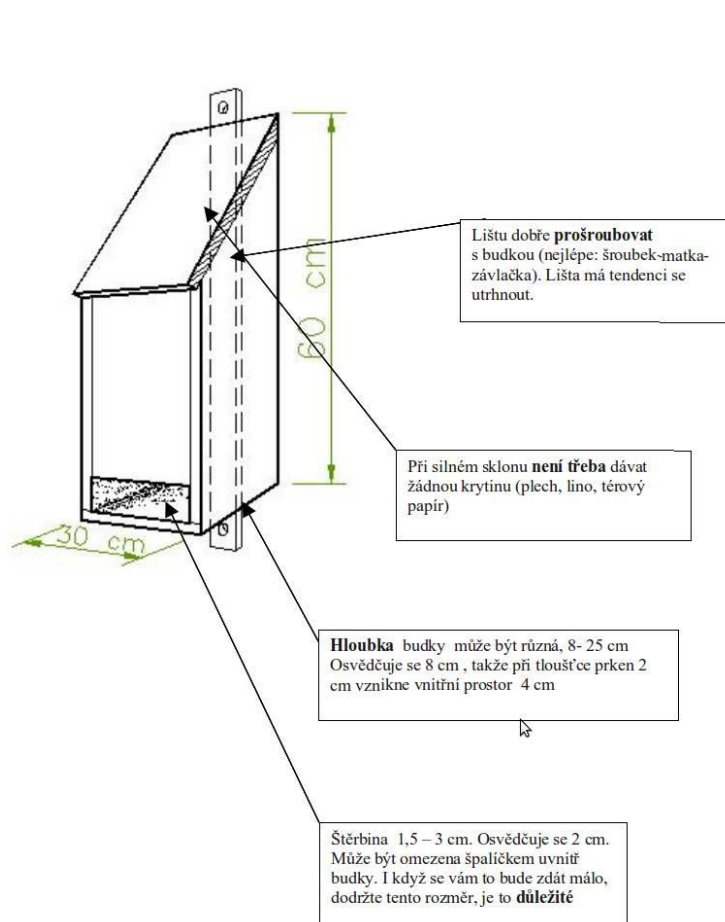 Lištu dobře prošroubovat
s budkou (nejlépe: šroubek-matka-
závlačka). Lišta má tendenci se
utrhnout.
60 cm
Při silném sklonu není třeba dávat
žádnou krytinu (plech, lino, térový
papír)
30 cm
Hloubka budky může být různá, 8- 25 cm
Osvědčuje se 8 cm , takže při tloušťce prken 2
cm vznikne vnitřní prostor 4 cm
Štěrbina 1,5 – 3 cm. Osvědčuje se 2 cm.
Může být omezena špalíčkem uvnitř
budky. I když se vám to bude zdát málo,
dodržte tento rozměr, je to důležité